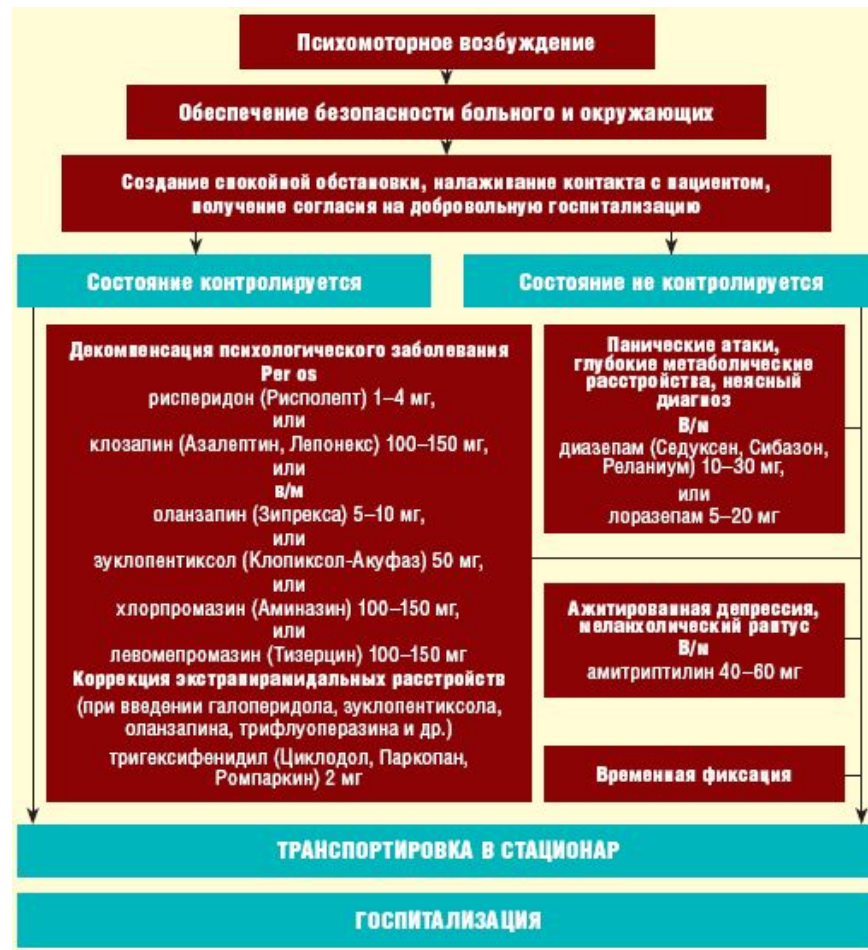 Психомоторное возбуждение
Обеспечение безопасности больного и окружающих
Создание спокойной обстановки, налаживание контакта с пациентом,
получение согласия на добровольную госпитализацию
Состояние контролируется
Состояние не контролируется
Декомпенсация психологического заболевания
Per os
рисперидон (Рисполепт) 1–4 мг,
или
клозапин (Азалептин, Лепонекс) 100–150 мг,
или
в/м
оланзапин (Зипрекса) 5–10 мг,
или
зуклопентиксол (Клопиксол-Акуфаз) 50 мг,
или
хлорпромазин (Аминазин) 100–150 мг,
или
левомепромазин (Тизерцин) 100–150 мг
Коррекция экстрапирамидальных расстройств
(при введении галоперидола, зуклопентиксола,
оланзапина, трифлуоперазина и др.)
тригексифенидил (Циклодол, Паркопан,
Ромпаркин) 2 мг
Панические атаки,
глубокие метаболические
расстройства, неясный
диагноз
В/м
диазепам (Седуксен, Сибазон,
Реланиум) 10–30 мг,
или
лоразепам 5–20 мг
Ажитированная депрессия,
меланхолический раптус
В/м
амитриптилин 40–60 мг
Временная фиксация
ТРАНСПОРТИРОВКА В СТАЦИОНАР
ГОСПИТАЛИЗАЦИЯ